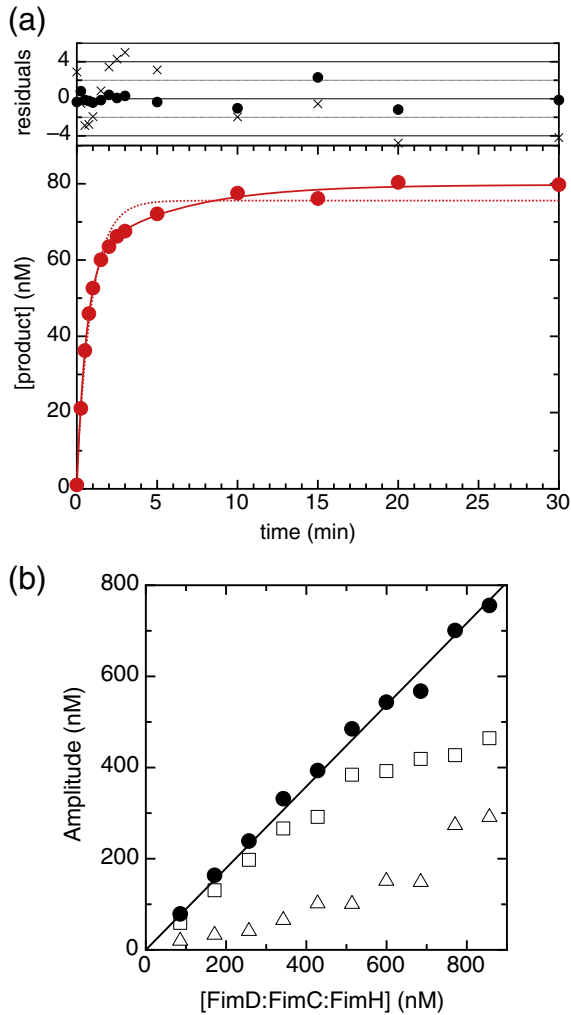 (a)
residuals
4
0
−4
80
60
40
20
0
[product] (nM)
0 5 10 15 20 25 30
time (min)
(b)
800
600
400
200
0
Amplitude (nM)
0 200 400 600 800
[FimD:FimC:FimH] (nM)